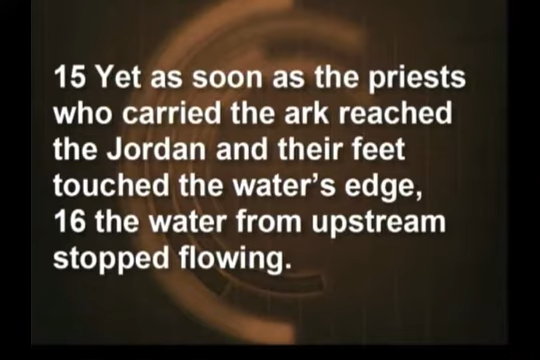 15 Yet as soon as the priests
who carried the ark reached
the Jordan and their feet
touched the water's edge,
16 the water from upstream
stopped flowing.